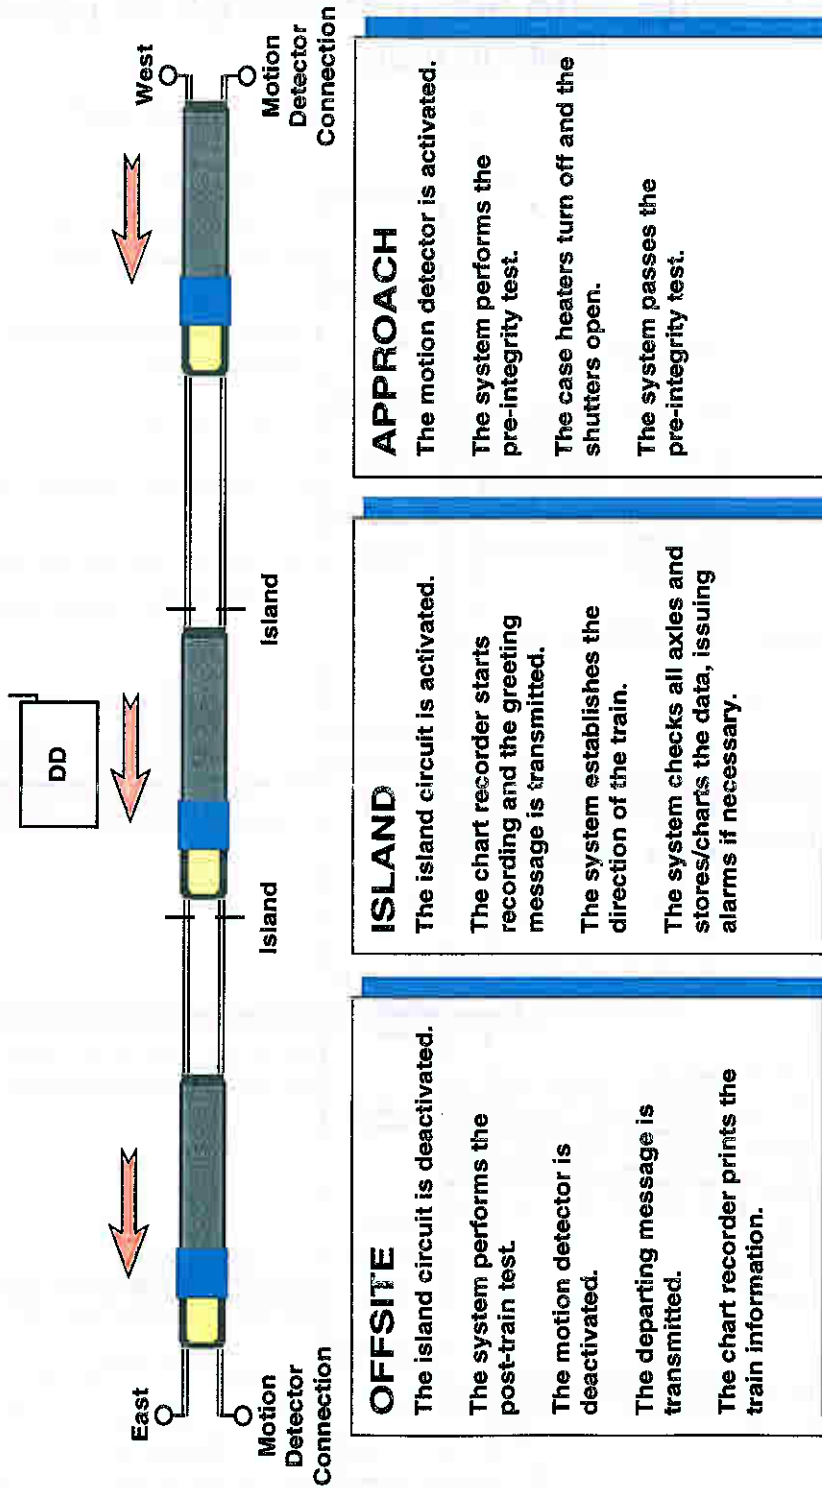 DD
East
West
Motion
Detector
Connection
Island
Island
Motion
Detector
Connection
OFFSITE
The island circuit is deactivated.
The system performs the
post-train test.
The motion detector is
deactivated.
The departing message is
transmitted.
The chart recorder prints the
train information.
ISLAND
The island circuit is activated.
The chart recorder starts
recording and the greeting
message is transmitted.
The system establishes the
direction of the train.
The system checks all axles and
stores/charts the data, issuing
alarms if necessary.
APPROACH
The motion detector is activated.
The system performs the
pre-integrity test.
The case heaters turn off and the
shutters open.
The system passes the
pre-integrity test.